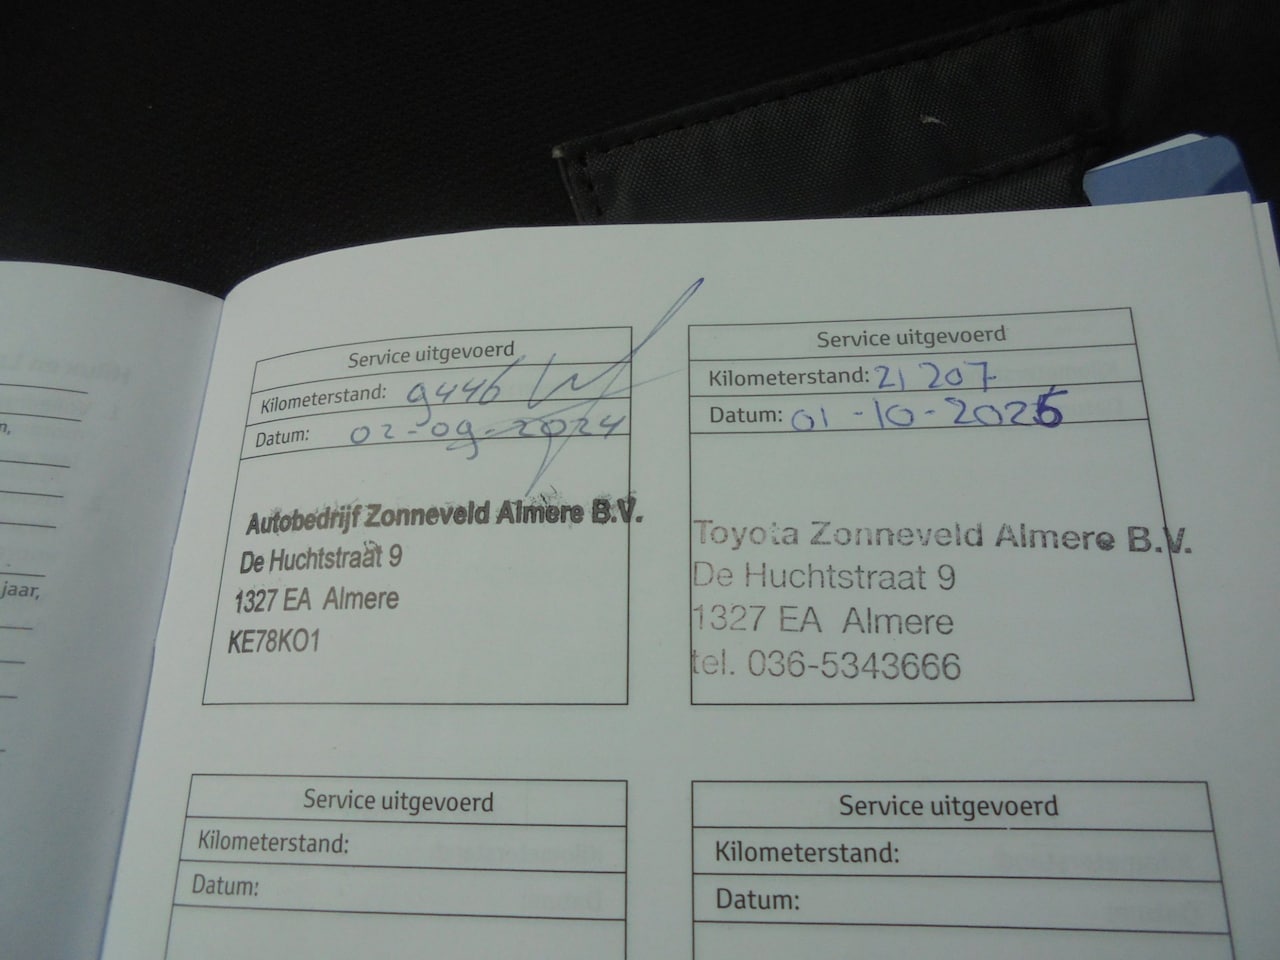 Service uitgevoerd
Kilometerstand: 9446
Datum: 02-09-2024
Autobedrijf Zonneveld Almere B.V.
De Huchtstraat 9
1327 EA Almere
KE78KO1
Service uitgevoerd
Kilometerstand: 21 207
Datum: 01-10-2025
Toyota Zonneveld Almere B.V.
De Huchtstraat 9
1327 EA Almere
tel. 036-5343666
Service uitgevoerd
Kilometerstand:
Datum:
Service uitgevoerd
Kilometerstand:
Datum:
jaar,